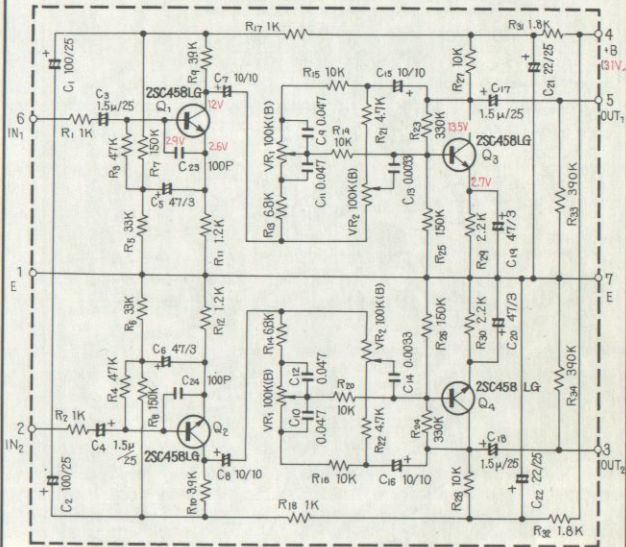 R17 1K
R31 1.8K
4
+B
(31V)
C1 100/25
R9 3.9K
C7 10/10
R15 10K
C15 10/10
R27 10K
C21 22/25
C17
1.5μ/25
5
OUT1
2SC458LG
Q1
12V
C3
1.5μ/25
6
IN1
R1 1K
R3 47K
R7 150K
2.9V
2.6V
C23
100P
VR1 100K(B)
C9 0.047
C11 0.047
R19
10K
R21 4.7K
R23
330K
13.5V
2SC458LG
Q3
2.7V
C13 0.0033
C5 47/3
R13 6.8K
VR2 100K(B)
R5 33K
R11 1.2K
R25
150K
R29 2.2K
C19 47/3
R33
390K
1
E
7
E
R6 33K
R12 1.2K
R14 6.8K
VR2 100K(B)
R26 150K
R30 2.2K
C20
47/3
C6 47/3
R4 47K
R8 150K
C24
100P
VR1 100K(B)
C12
0.047
C10
0.047
R20
10K
C14 0.0033
2SC458 LG
Q4
R34
390K
2
IN2
R2 1K
C4 1.5μ
/25
Q2
2SC458LG
C8 10/10
R22 4.7K
R24
330K
C18
1.5μ/25
3
OUT2
C2 100/25
R10 3.9K
R16 10K
C16 10/10
R28 10K
C22 22/25
R18 1K
R32 1.8K